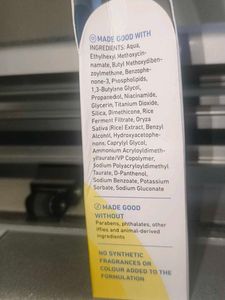 MADE GOOD WITH
INGREDIENTS: Aqua,
Ethylhexyl Methoxycin-
namate, Butyl Methoxydiben-
zoylmethane, Benzophe-
none-3, Phospholipids,
1,3-Butylene Glycol,
Propanediol, Niacinamide,
Glycerin, Titanium Dioxide,
Silica, Dimethicone, Rice
Ferment Filtrate, Oryza
Sativa (Rice) Extract, Benzyl
Alcohol, Hydroxyacetophe-
none, Caprylyl Glycol,
Ammonium Acryloyldimeth-
yltaurate/VP Copolymer,
Sodium Polyacryloyldimethyl
Taurate, D-Panthenol,
Sodium Benzoate, Potassium
Sorbate, Sodium Gluconate
MADE GOOD
WITHOUT
Parabens, phthalates, other
and animal-derived
ingredients
NO SYNTHETIC
FRAGRANCES OR
COLOUR ADDED TO THE
FORMULATION